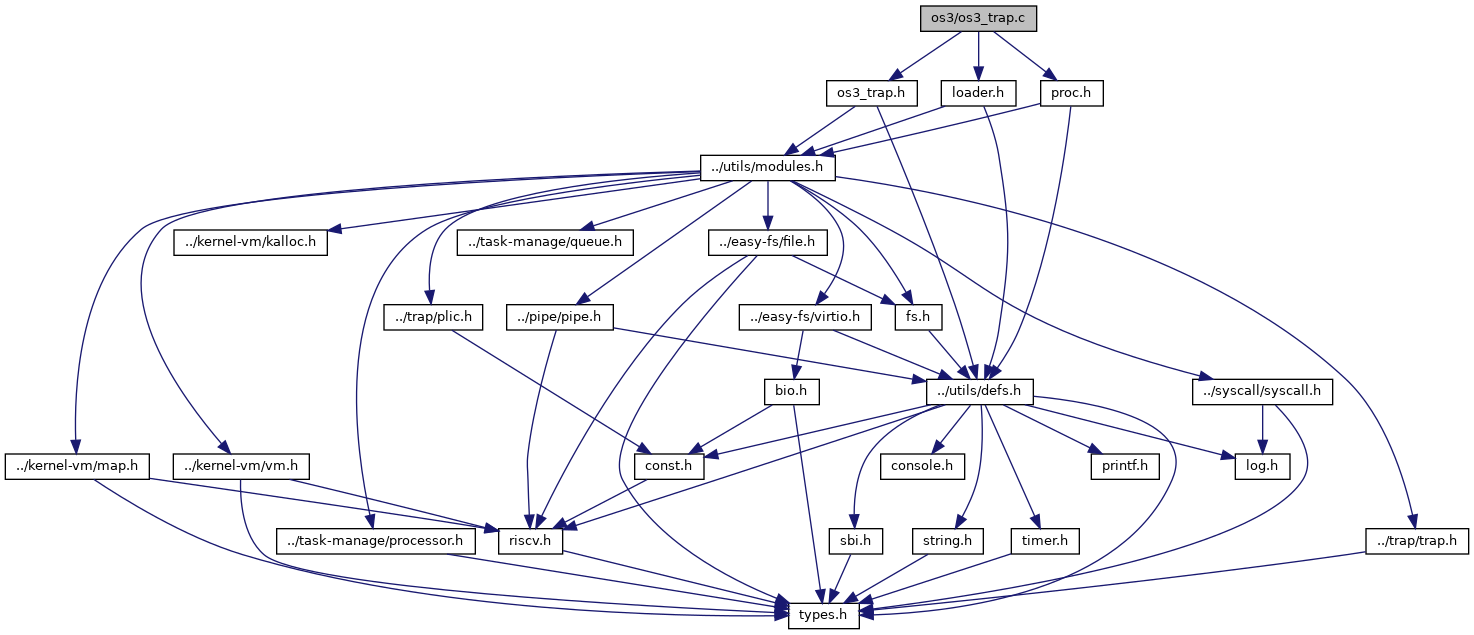 os3/os3_trap.c
os3_trap.h
loader.h
proc.h
../utils/modules.h
../kernel-vm/kalloc.h
../task-manage/queue.h
../easy-fs/file.h
../trap/plic.h
../pipe/pipe.h
../easy-fs/virtio.h
fs.h
bio.h
../utils/defs.h
../syscall/syscall.h
../kernel-vm/map.h
../kernel-vm/vm.h
const.h
console.h
printf.h
log.h
../task-manage/processor.h
riscv.h
sbi.h
string.h
timer.h
../trap/trap.h
types.h